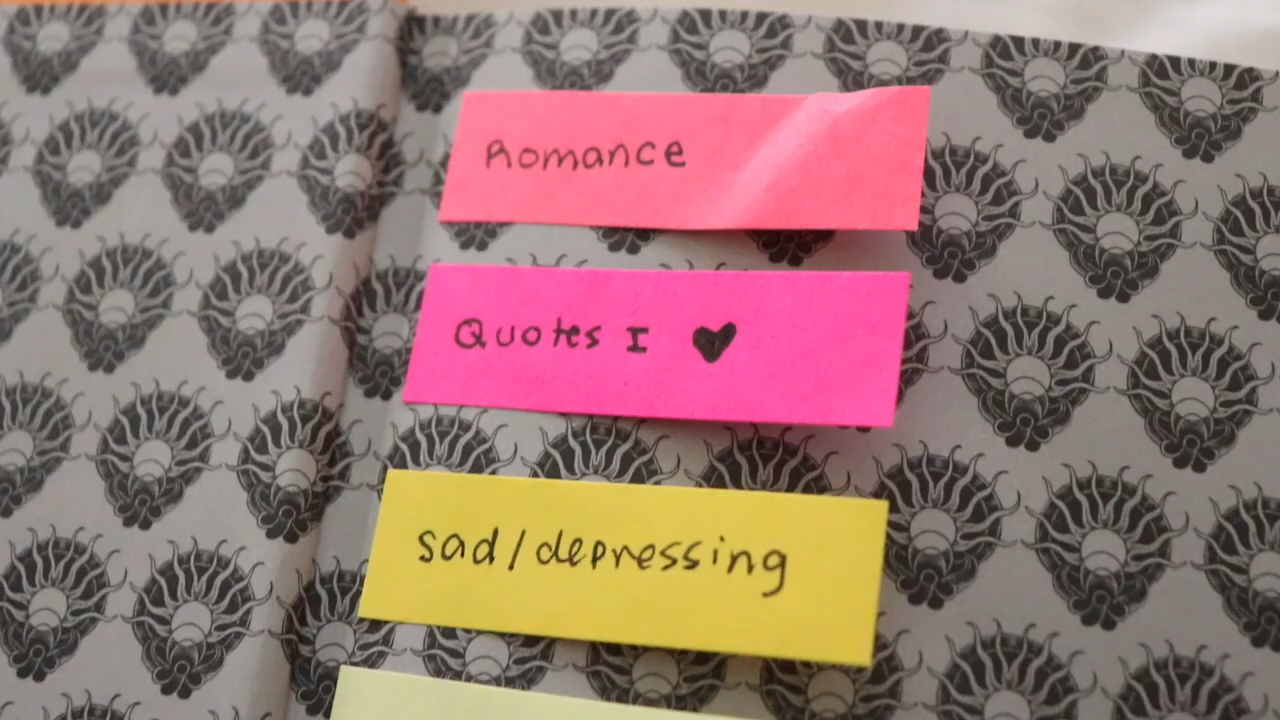 Romance
Quotes I ♥
sad/depressing